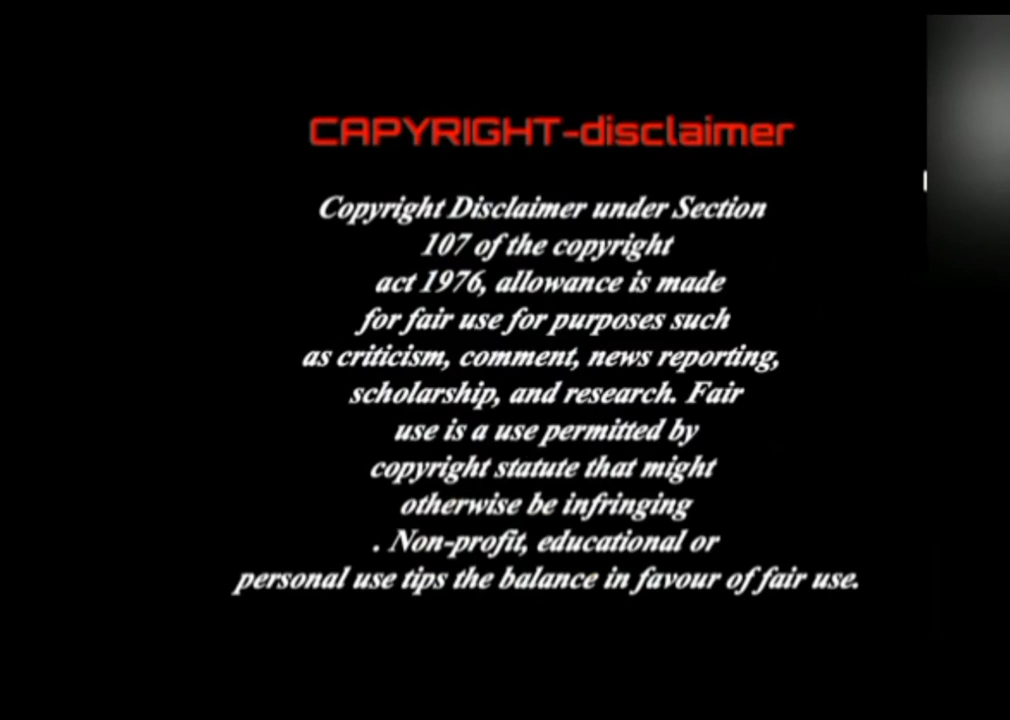 CAPYRIGHT-disclaimer
Copyright Disclaimer under Section
107 of the copyright
act 1976, allowance is made
for fair use for purposes such
as criticism, comment, news reporting,
scholarship, and research. Fair
use is a use permitted by
copyright statute that might
otherwise be infringing
. Non-profit, educational or
personal use tips the balance in favour of fair use.